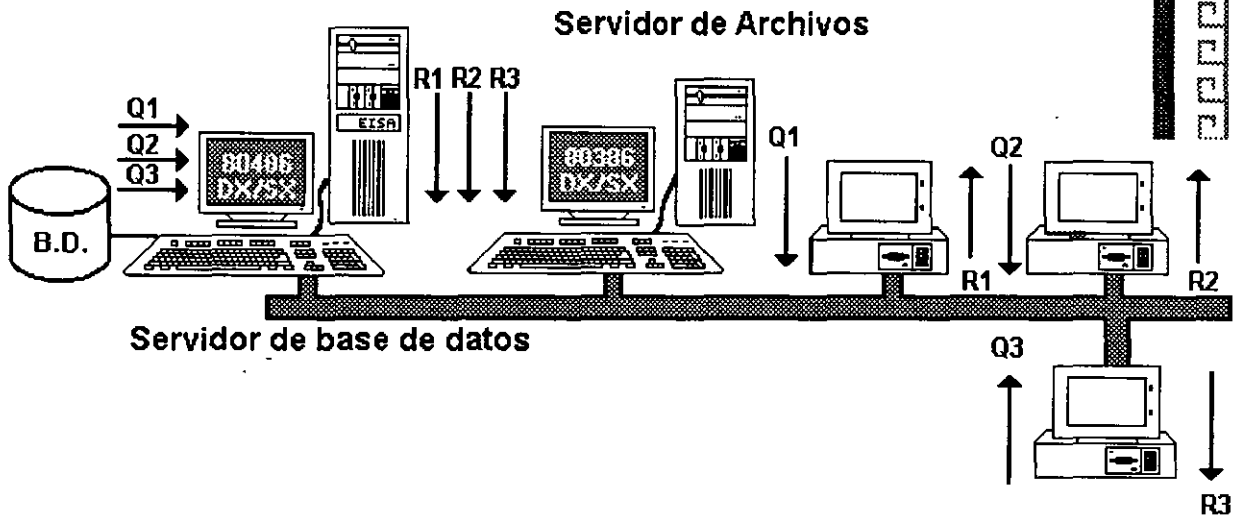 Servidor de Archivos
R1 R2 R3
Q1
Q2
Q3
EISA
80486
DX/SX
80386
DX/SX
Q1
Q2
B.D.
R1
R2
Servidor de base de datos
Q3
R3